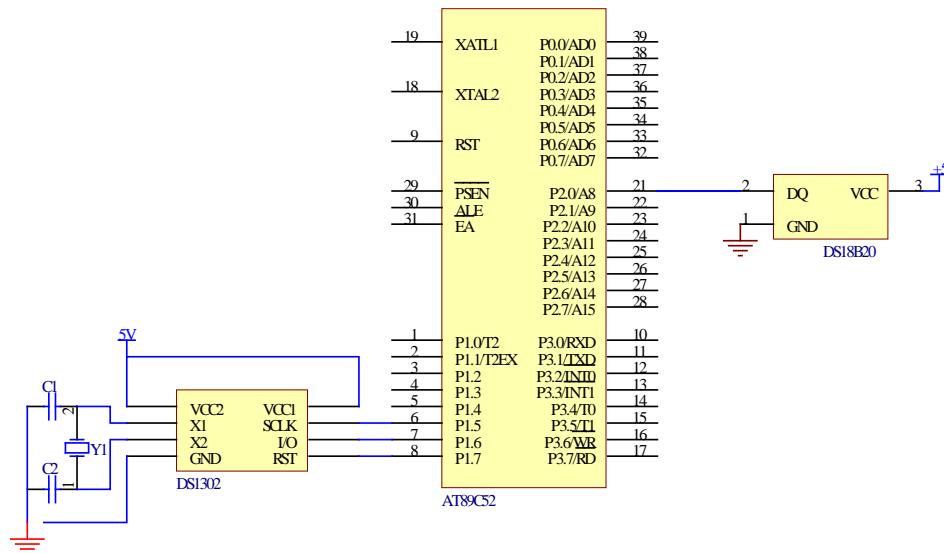 19 XATL1 P0.0/AD0 39
P0.1/AD1 38
P0.2/AD2 37
18 XTAL2 P0.3/AD3 36
P0.4/AD4 35
P0.5/AD5 34
9 RST P0.6/AD6 33
P0.7/AD7 32
29 PSEN P2.0/A8 21
30 ALE P2.1/A9 22
31 EA P2.2/A10 23
P2.3/A11 24
P2.4/A12 25
P2.5/A13 26
P2.6/A14 27
P2.7/A15 28
2 DQ VCC 3
1 GND
DS18B20
1 P1.0/T2 P3.0/RXD 10
2 P1.1/T2EX P3.1/TXD 11
3 P1.2 P3.2/INT0 12
4 P1.3 P3.3/INT1 13
5 P1.4 P3.4/T0 14
6 P1.5 P3.5/T1 15
7 P1.6 P3.6/WR 16
8 P1.7 P3.7/RD 17
AT89C52
5V
C1
2
Y1
C2
1
VCC2 VCC1
X1 SCLK
X2 I/O
GND RST
DS1302